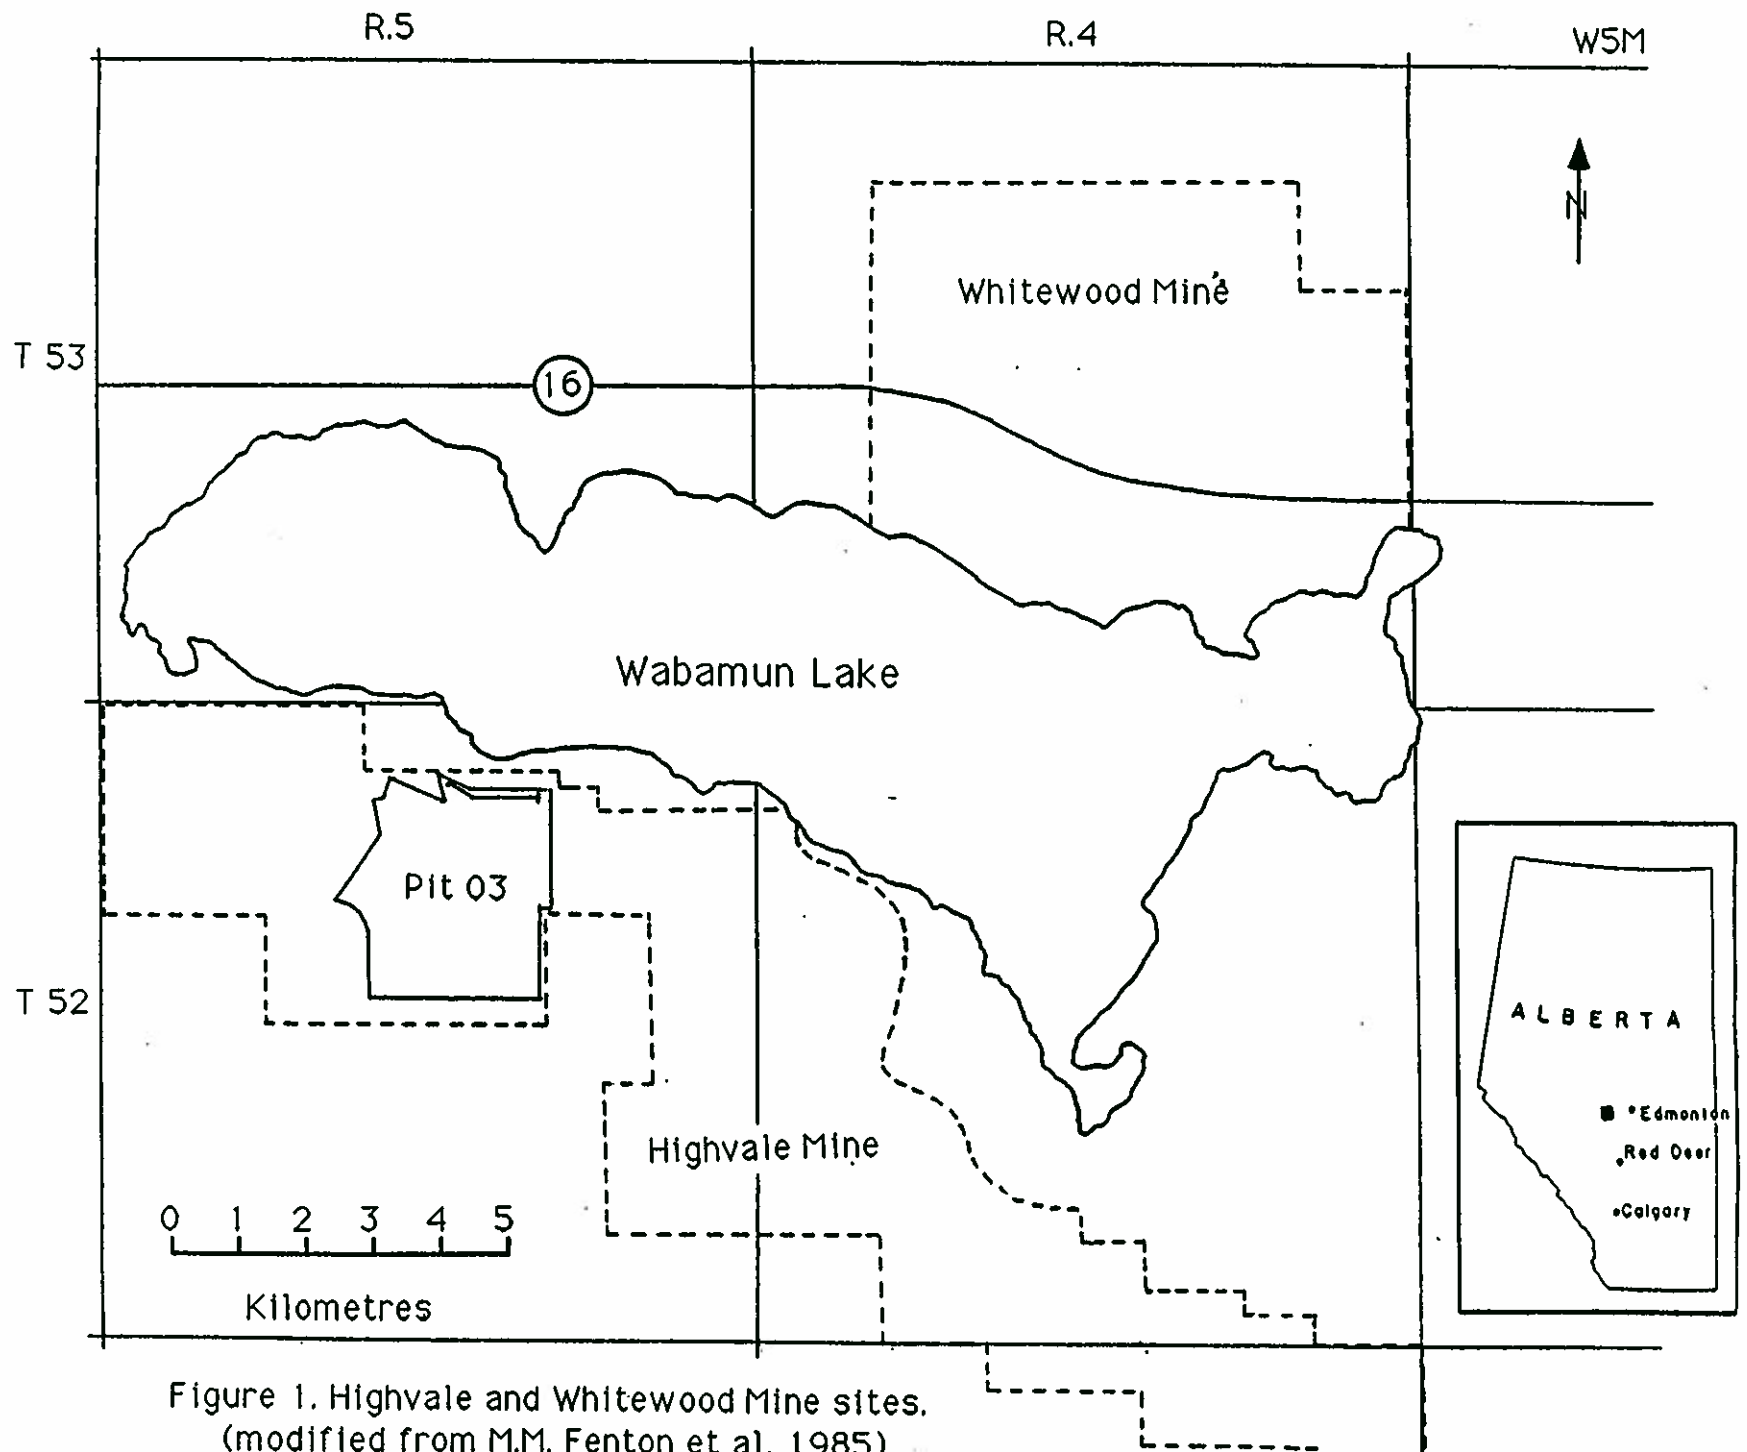 R.5 R.4 W5M
N
Whitewood Mine
T 53
16
Wabamun Lake
Pit 03
T 52
ALBERTA
Edmonton
Red Deer
Calgary
Highvale Mine
0 1 2 3 4 5
Kilometres
Figure 1. Highvale and Whitewood Mine sites.
(modified from M.M. Fenton et al. 1985)